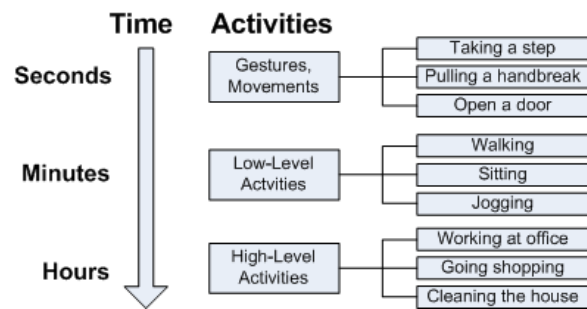 Time
Activities
Seconds
Gestures,
Movements
Taking a step
Pulling a handbreak
Open a door
Minutes
Low-Level
Actvities
Walking
Sitting
Jogging
Hours
High-Level
Activities
Working at office
Going shopping
Cleaning the house